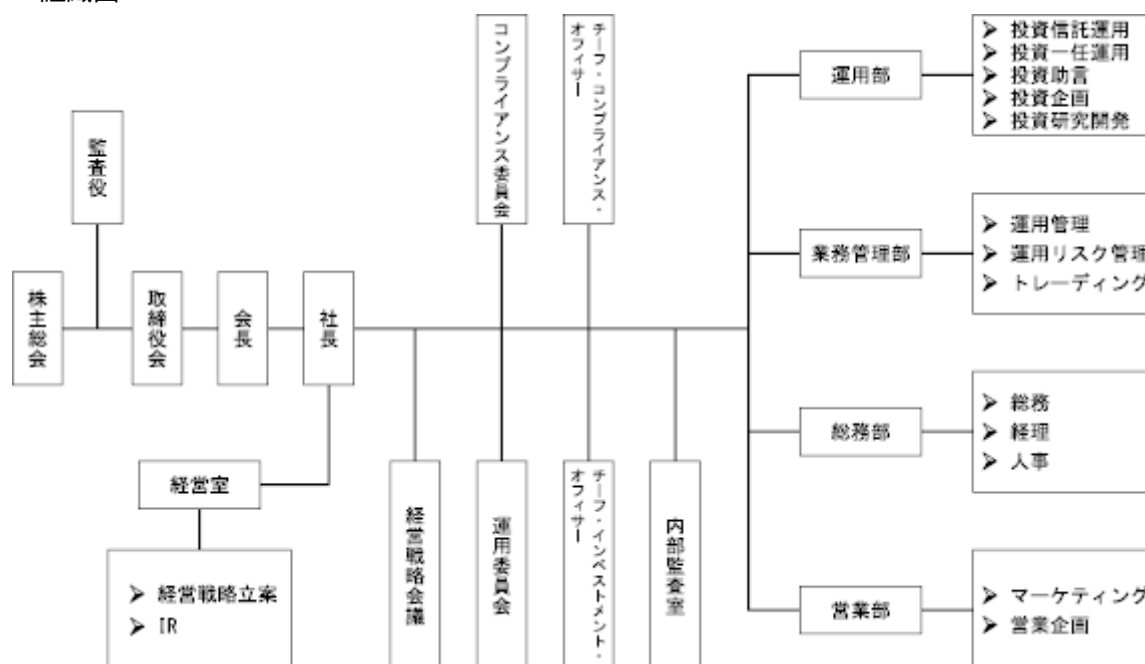 監査役
株主総会
取締役会
会長
社長
経営室
➤ 経営戦略立案
➤ IR
コンプライアンス委員会
チーフ・コンプライアンス・
オフィサー
経営戦略会議
運用委員会
チーフ・インベストメント・
オフィサー
内部監査室
運用部
➤ 投資信託運用
➤ 投資一任運用
➤ 投資助言
➤ 投資企画
➤ 投資研究開発
業務管理部
➤ 運用管理
➤ 運用リスク管理
➤ トレーディング
総務部
➤ 総務
➤ 経理
➤ 人事
営業部
➤ マーケティング
➤ 営業企画